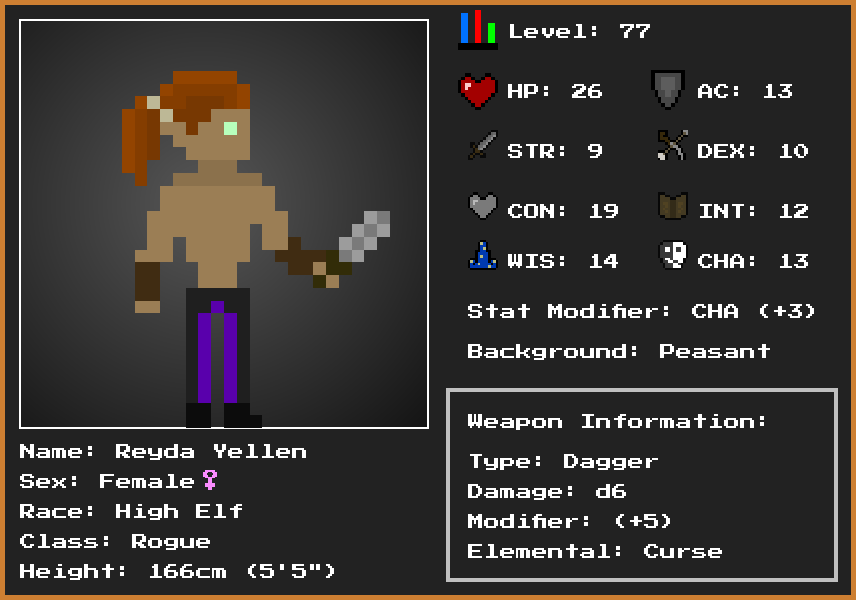 Level: 77
HP: 26 AC: 13
STR: 9 DEX: 10
CON: 19 INT: 12
WIS: 14 CHA: 13
Stat Modifier: CHA (+3)
Background: Peasant
Weapon Information:
Type: Dagger
Damage: d6
Modifier: (+5)
Elemental: Curse
Name: Reyda Yellen
Sex: Female♀
Race: High Elf
Class: Rogue
Height: 166cm (5'5")